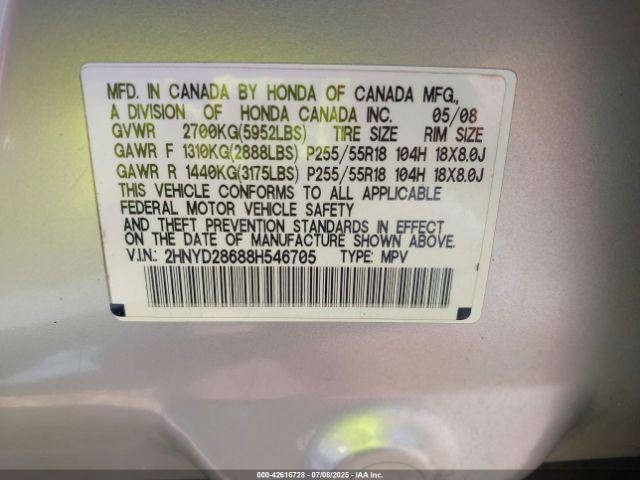 MFD. IN CANADA BY HONDA OF CANADA MFG.,
A DIVISION OF HONDA CANADA INC. 05/08
GVWR 2700KG(5952LBS) TIRE SIZE RIM SIZE
GAWR F 1310KG(2888LBS) P255/55R18 104H 18X8.0J
GAWR R 1440KG(3175LBS) P255/55R18 104H 18X8.0J
THIS VEHICLE CONFORMS TO ALL APPLICABLE
FEDERAL MOTOR VEHICLE SAFETY
AND THEFT PREVENTION STANDARDS IN EFFECT
ON THE DATE OF MANUFACTURE SHOWN ABOVE.
V.I.N.: 2HNYD28688H546705 TYPE: MPV
000-42616728 - 07/08/2025 - IAA Inc.